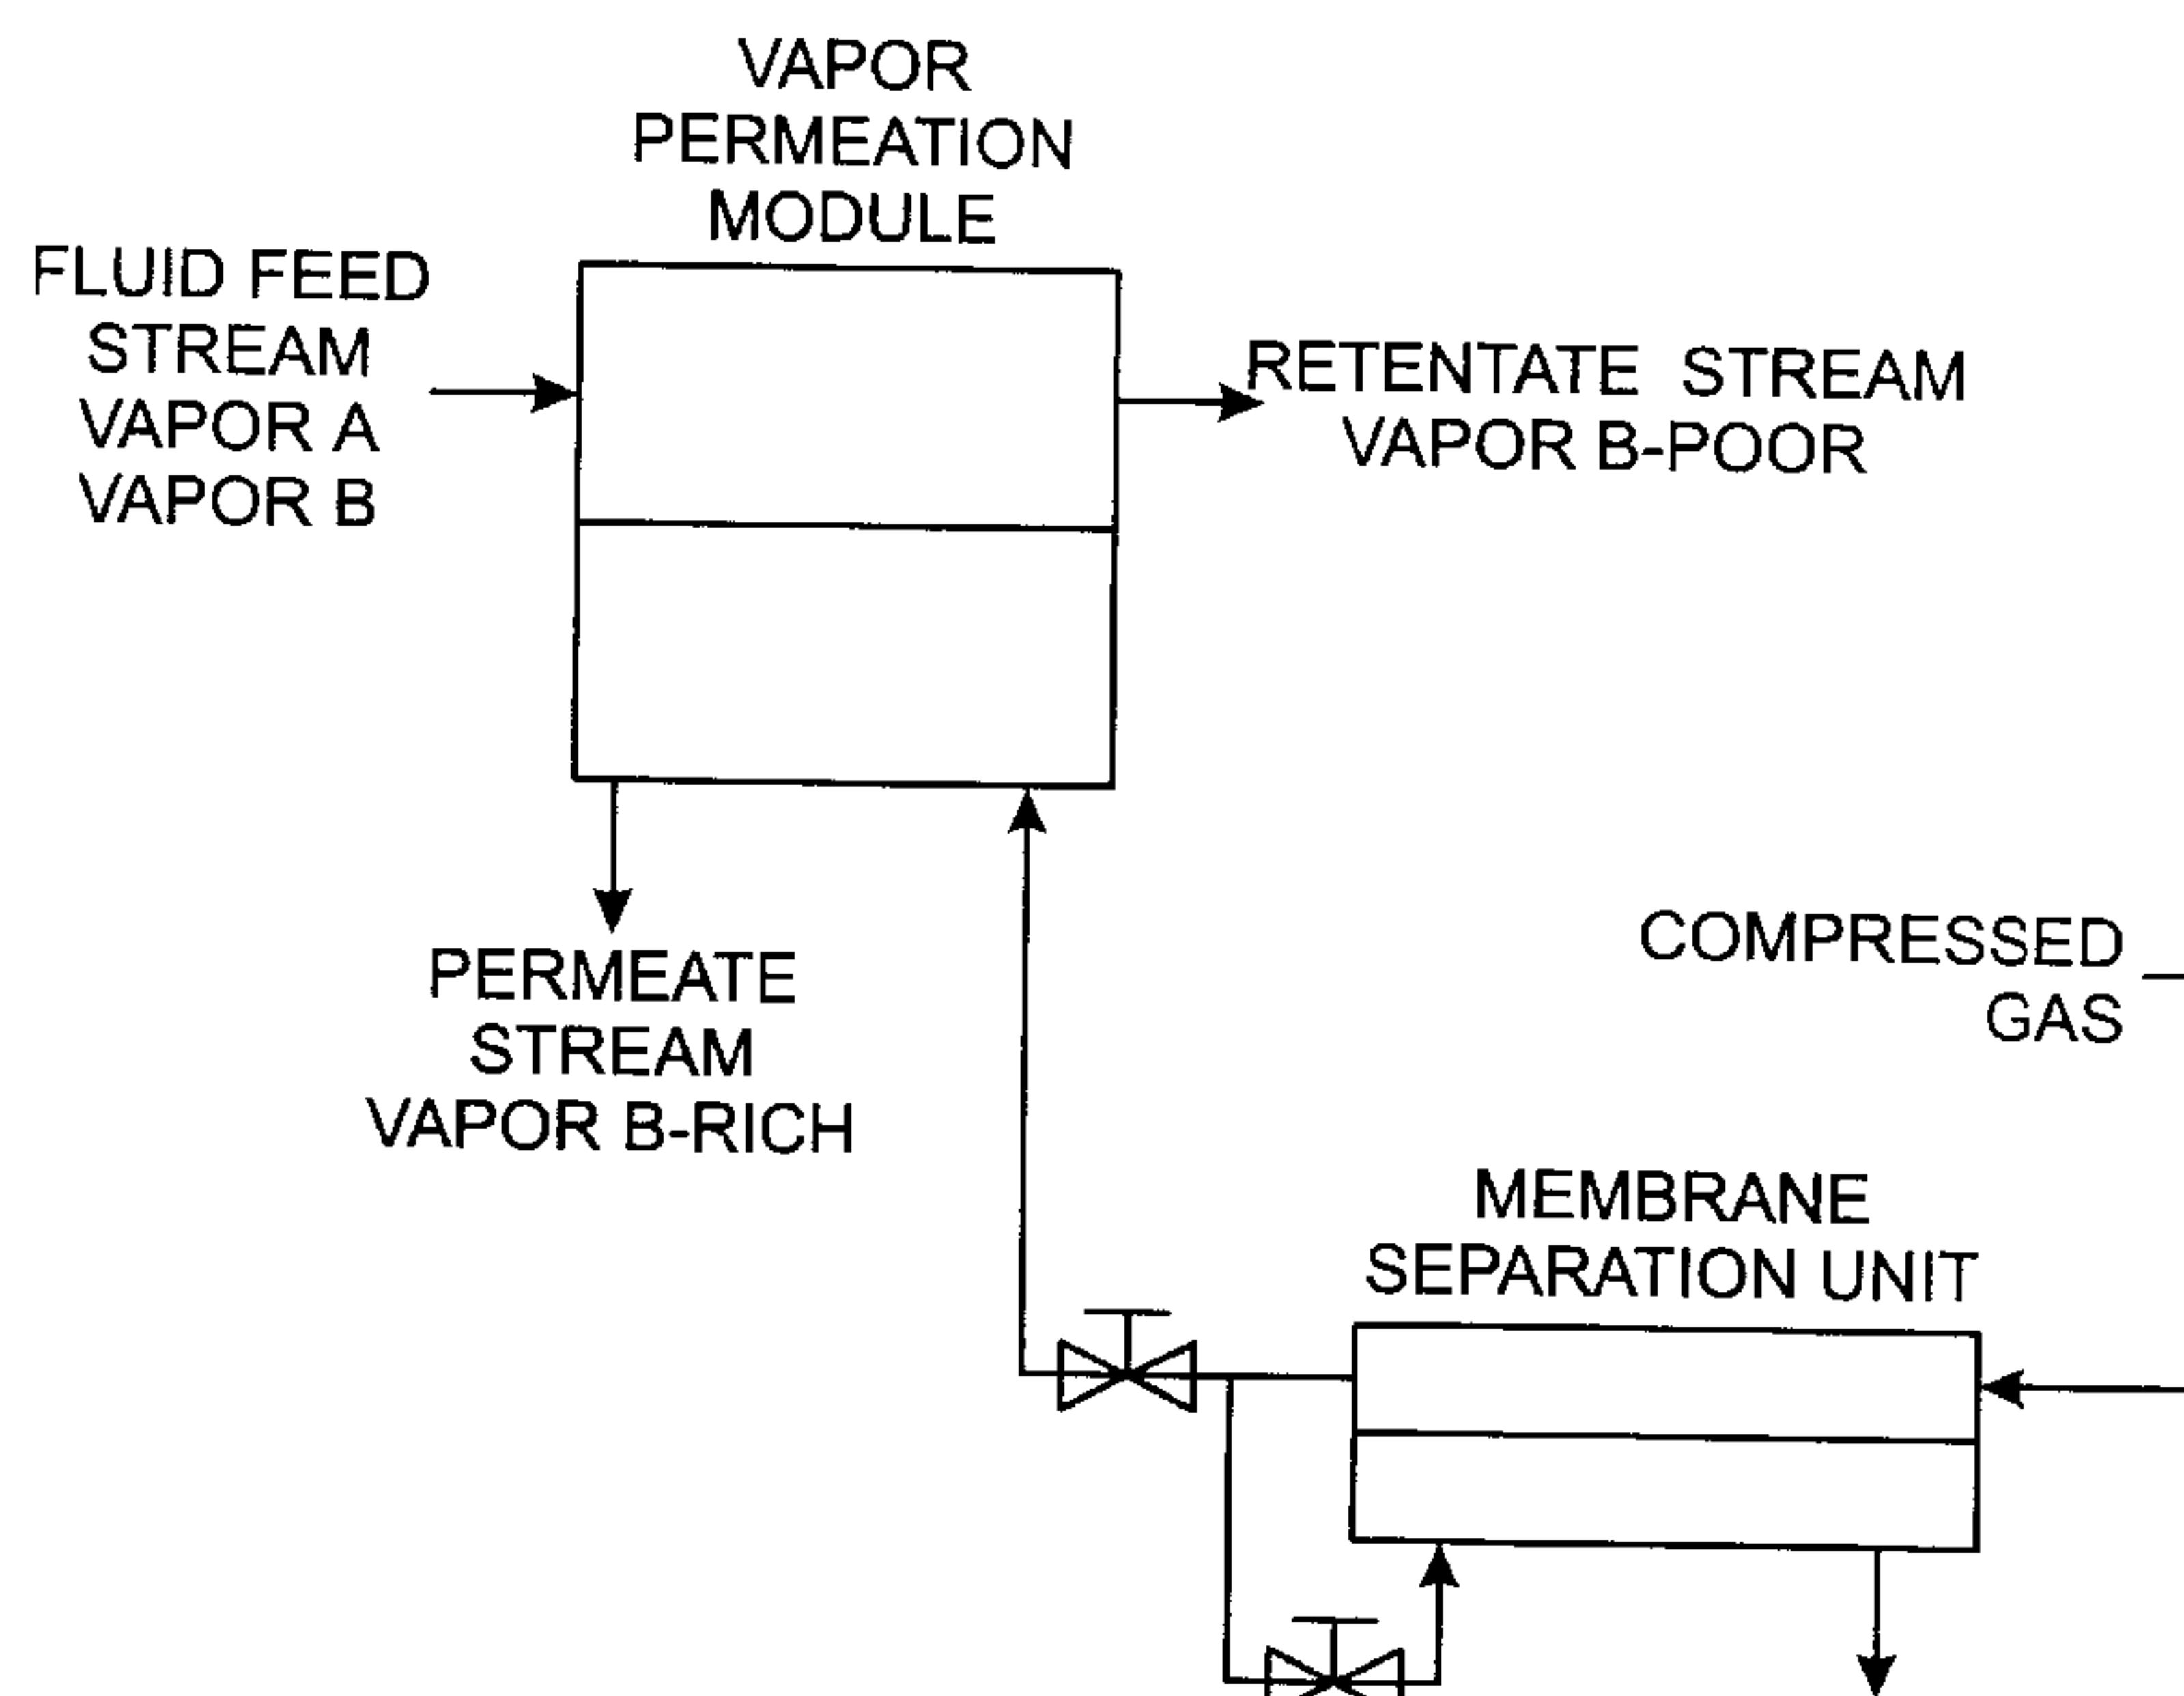 VAPOR
PERMEATION
MODULE
FLUID FEED
STREAM
VAPOR A
VAPOR B
RETENTATE STREAM
VAPOR B-POOR
PERMEATE
STREAM
VAPOR B-RICH
COMPRESSED
GAS
MEMBRANE
SEPARATION UNIT